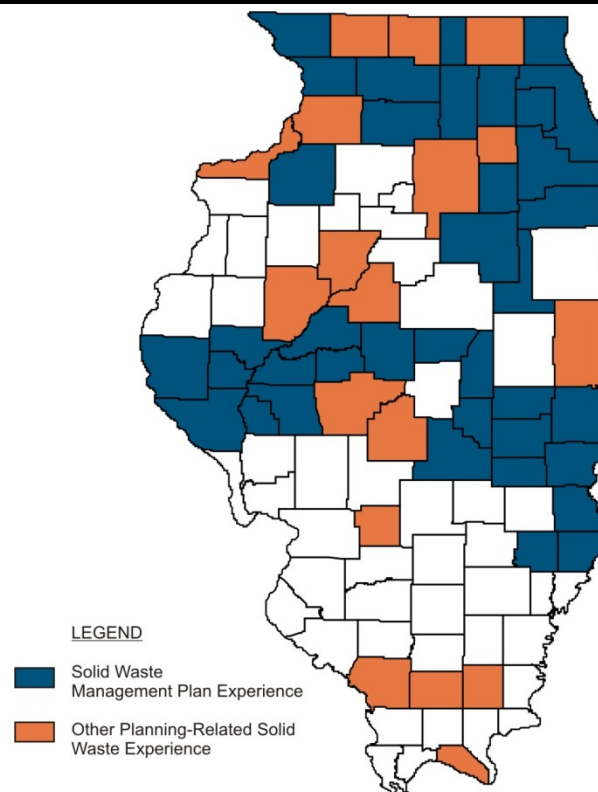 LEGEND
Solid Waste
Management Plan Experience
Other Planning-Related Solid
Waste Experience